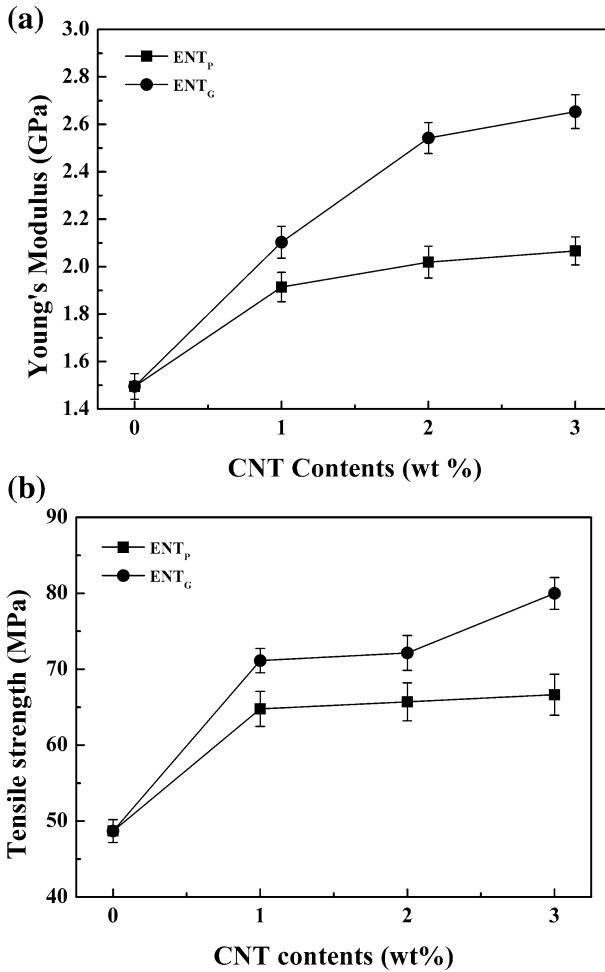 (a)
3.0
2.8
2.6
2.4
2.2
2.0
1.8
1.6
1.4
Young's Modulus (GPa)
ENTP
ENTG
0 1 2 3
CNT Contents (wt %)
(b)
90
80
70
60
50
40
Tensile strength (MPa)
ENTP
ENTG
0 1 2 3
CNT contents (wt%)